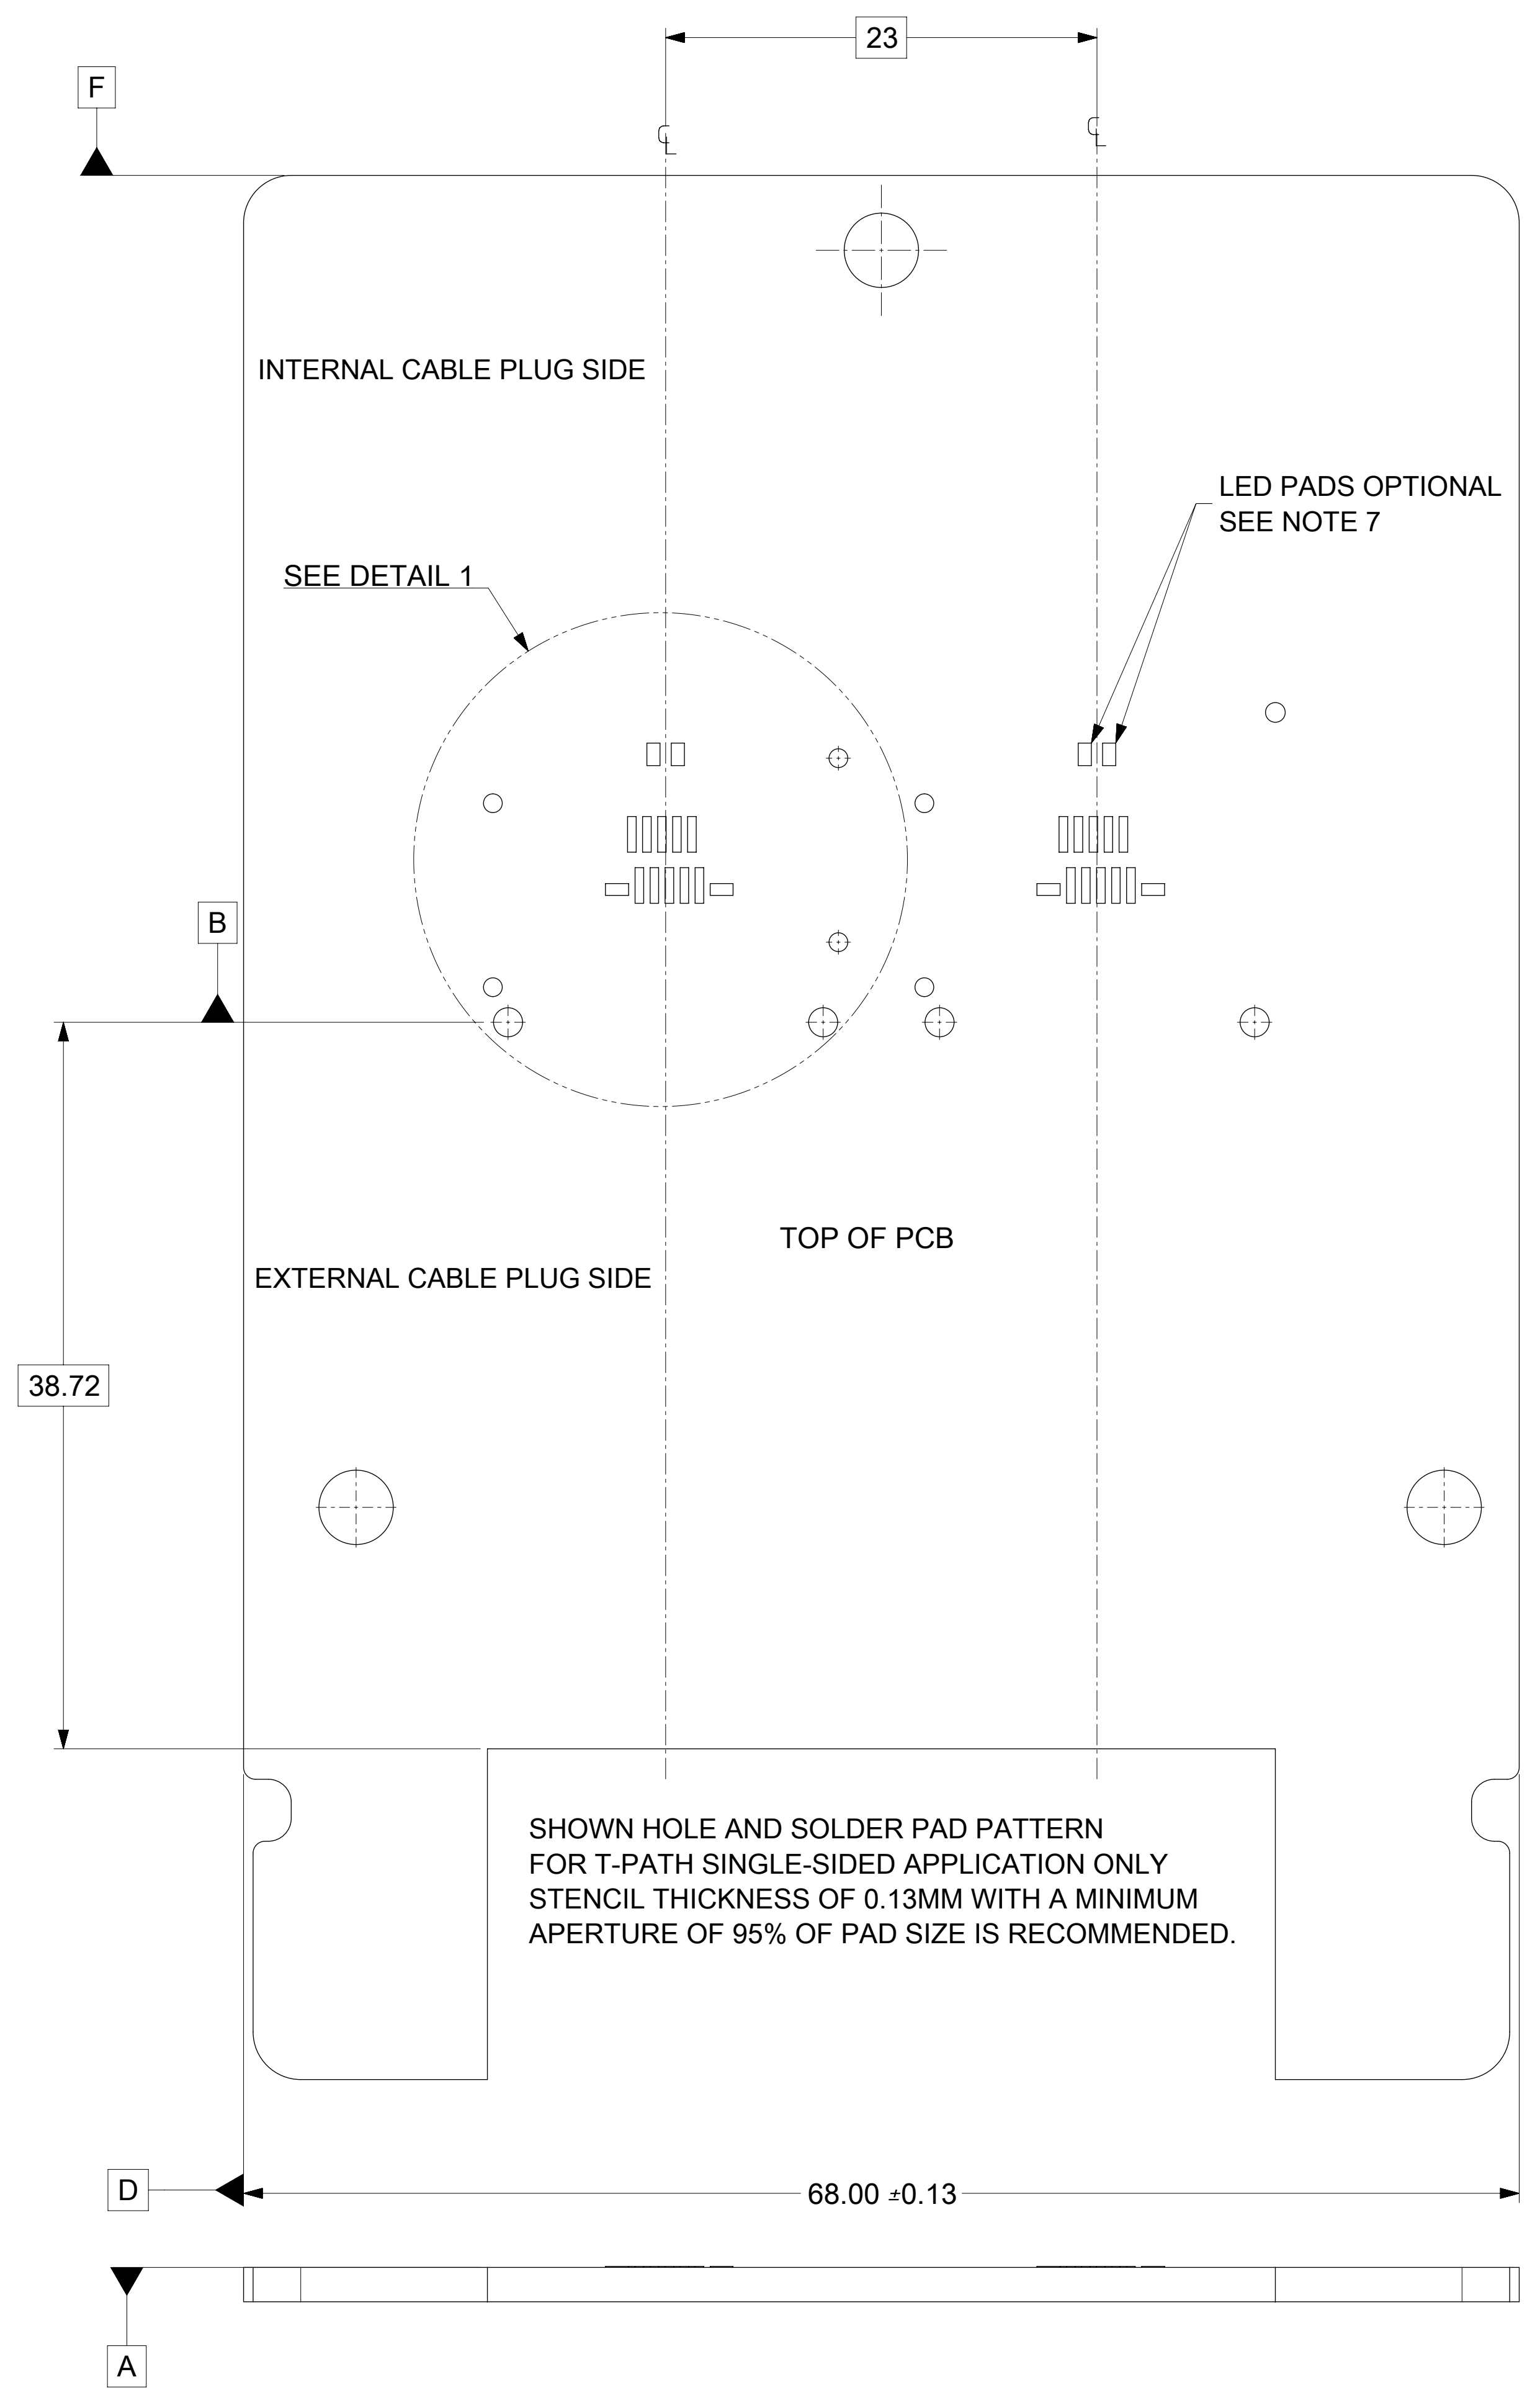 23
F
℄
℄
INTERNAL CABLE PLUG SIDE
LED PADS OPTIONAL
SEE NOTE 7
SEE DETAIL 1
B
TOP OF PCB
EXTERNAL CABLE PLUG SIDE
38.72
SHOWN HOLE AND SOLDER PAD PATTERN
FOR T-PATH SINGLE-SIDED APPLICATION ONLY
STENCIL THICKNESS OF 0.13MM WITH A MINIMUM
APERTURE OF 95% OF PAD SIZE IS RECOMMENDED.
D
68.00 ±0.13
A